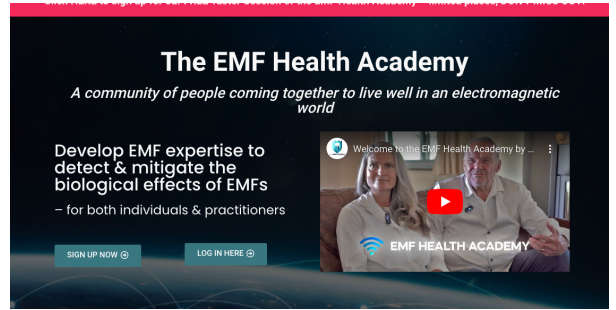 The EMF Health Academy
A community of people coming together to live well in an electromagnetic
world
Develop EMF expertise to
detect & mitigate the
biological effects of EMFs
– for both individuals & practitioners
SIGN UP NOW
LOG IN HERE
Welcome to the EMF Health Academy by ...
EMF HEALTH ACADEMY